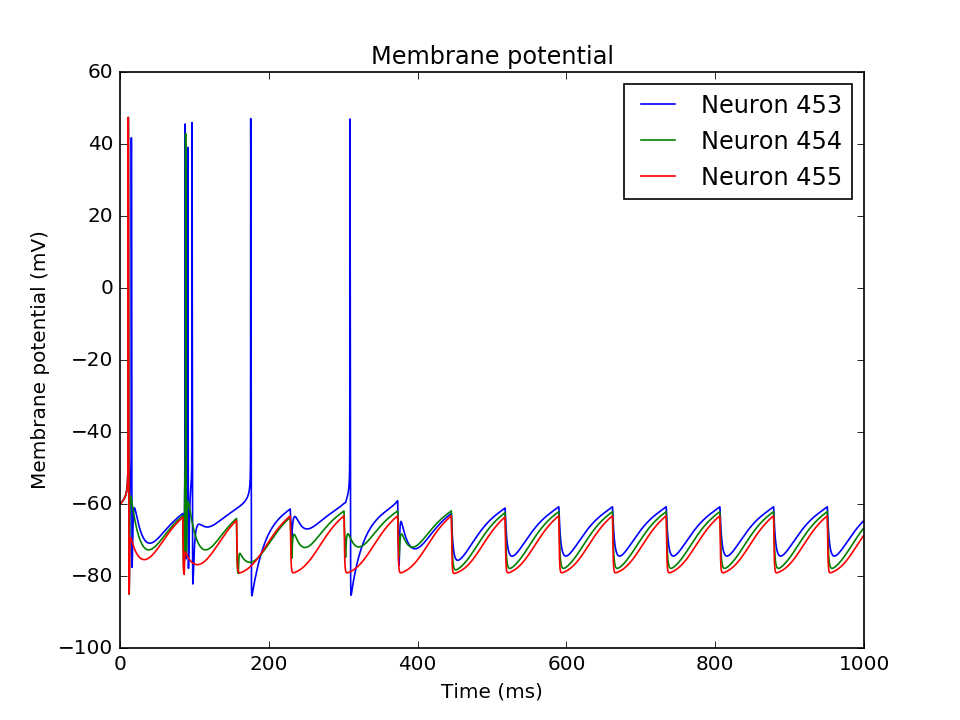 Membrane potential
60
40
20
0
−20
−40
−60
−80
−100
Membrane potential (mV)
Neuron 453
Neuron 454
Neuron 455
0 200 400 600 800 1000
Time (ms)